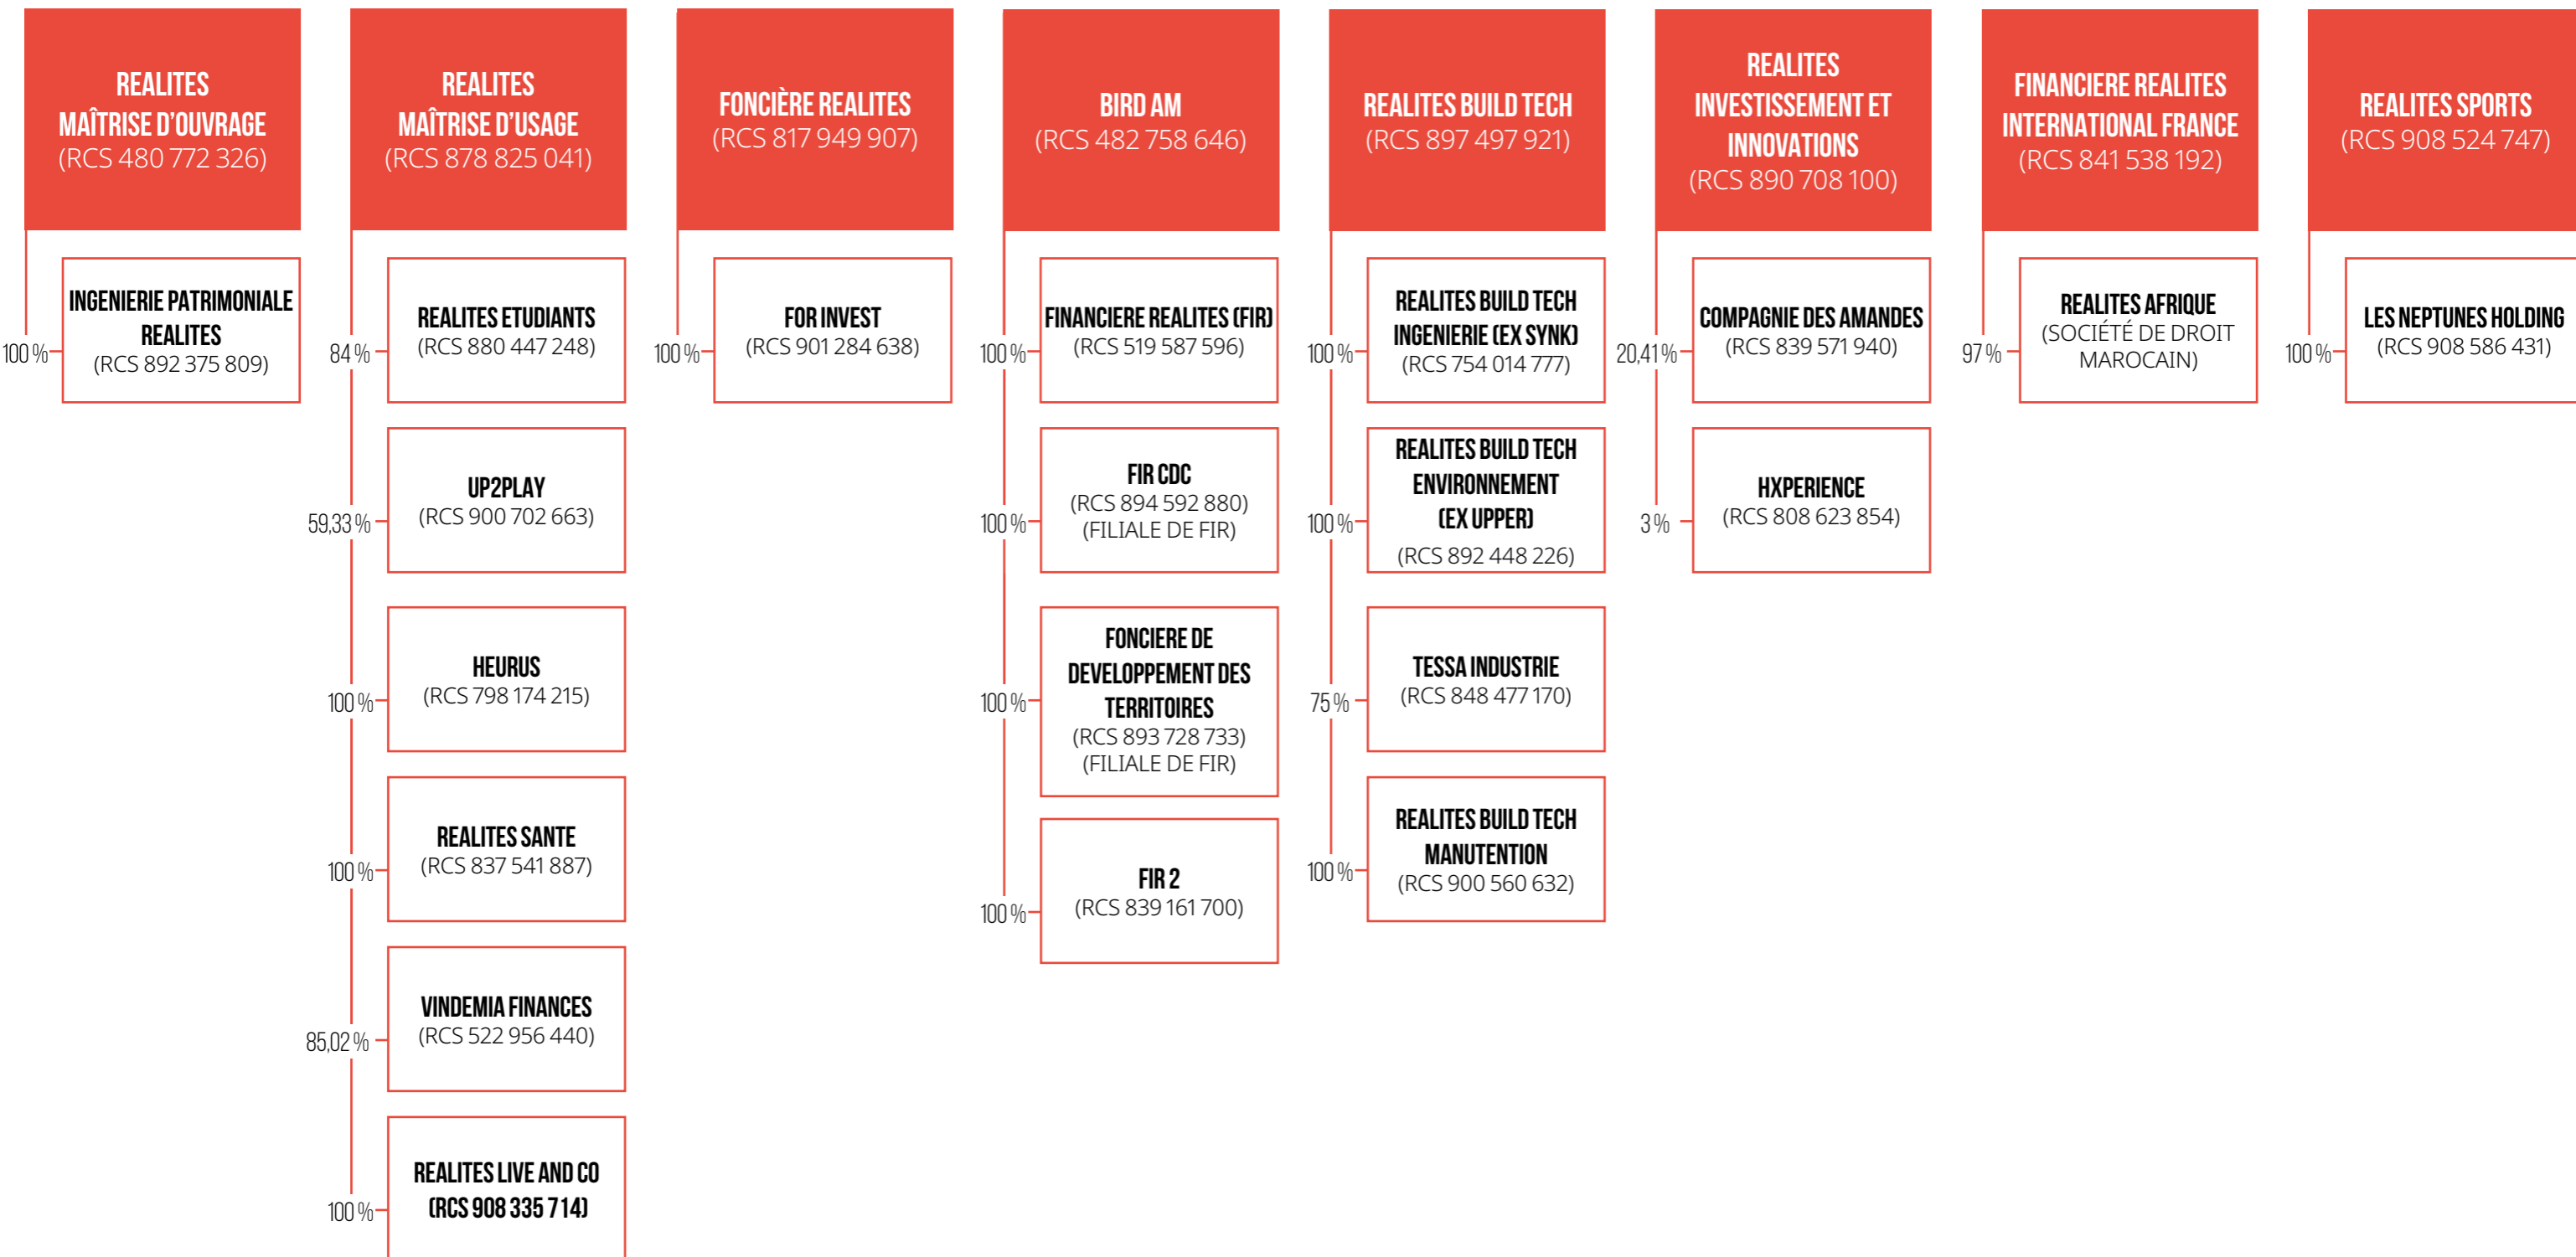 REALITES
MAÎTRISE D'OUVRAGE
(RCS 480 772 326)
100 %
INGENIERIE PATRIMONIALE
REALITES
(RCS 892 375 809)
REALITES
MAÎTRISE D'USAGE
(RCS 878 825 041)
84 %
REALITES ETUDIANTS
(RCS 880 447 248)
59,33 %
UP2PLAY
(RCS 900 702 663)
100 %
HEURUS
(RCS 798 174 215)
100 %
REALITES SANTE
(RCS 837 541 887)
85,02 %
VINDEMIA FINANCES
(RCS 522 956 440)
100 %
REALITES LIVE AND CO
(RCS 908 335 714)
FONCIÈRE REALITES
(RCS 817 949 907)
100 %
FOR INVEST
(RCS 901 284 638)
BIRD AM
(RCS 482 758 646)
100 %
FINANCIERE REALITES (FIR)
(RCS 519 587 596)
100 %
FIR CDC
(RCS 894 592 880)
(FILIALE DE FIR)
100 %
FONCIERE DE
DEVELOPPEMENT DES
TERRITOIRES
(RCS 893 728 733)
(FILIALE DE FIR)
100 %
FIR 2
(RCS 839 161 700)
REALITES BUILD TECH
(RCS 897 497 921)
100 %
REALITES BUILD TECH
INGENIERIE (EX SYNK)
(RCS 754 014 777)
100 %
REALITES BUILD TECH
ENVIRONNEMENT
(EX UPPER)
(RCS 892 448 226)
75 %
TESSA INDUSTRIE
(RCS 848 477 170)
100 %
REALITES BUILD TECH
MANUTENTION
(RCS 900 560 632)
REALITES
INVESTISSEMENT ET
INNOVATIONS
(RCS 890 708 100)
20,41 %
COMPAGNIE DES AMANDES
(RCS 839 571 940)
3 %
HXPERIENCE
(RCS 808 623 854)
FINANCIERE REALITES
INTERNATIONAL FRANCE
(RCS 841 538 192)
97 %
REALITES AFRIQUE
(SOCIÉTÉ DE DROIT
MAROCAIN)
REALITES SPORTS
(RCS 908 524 747)
100 %
LES NEPTUNES HOLDING
(RCS 908 586 431)